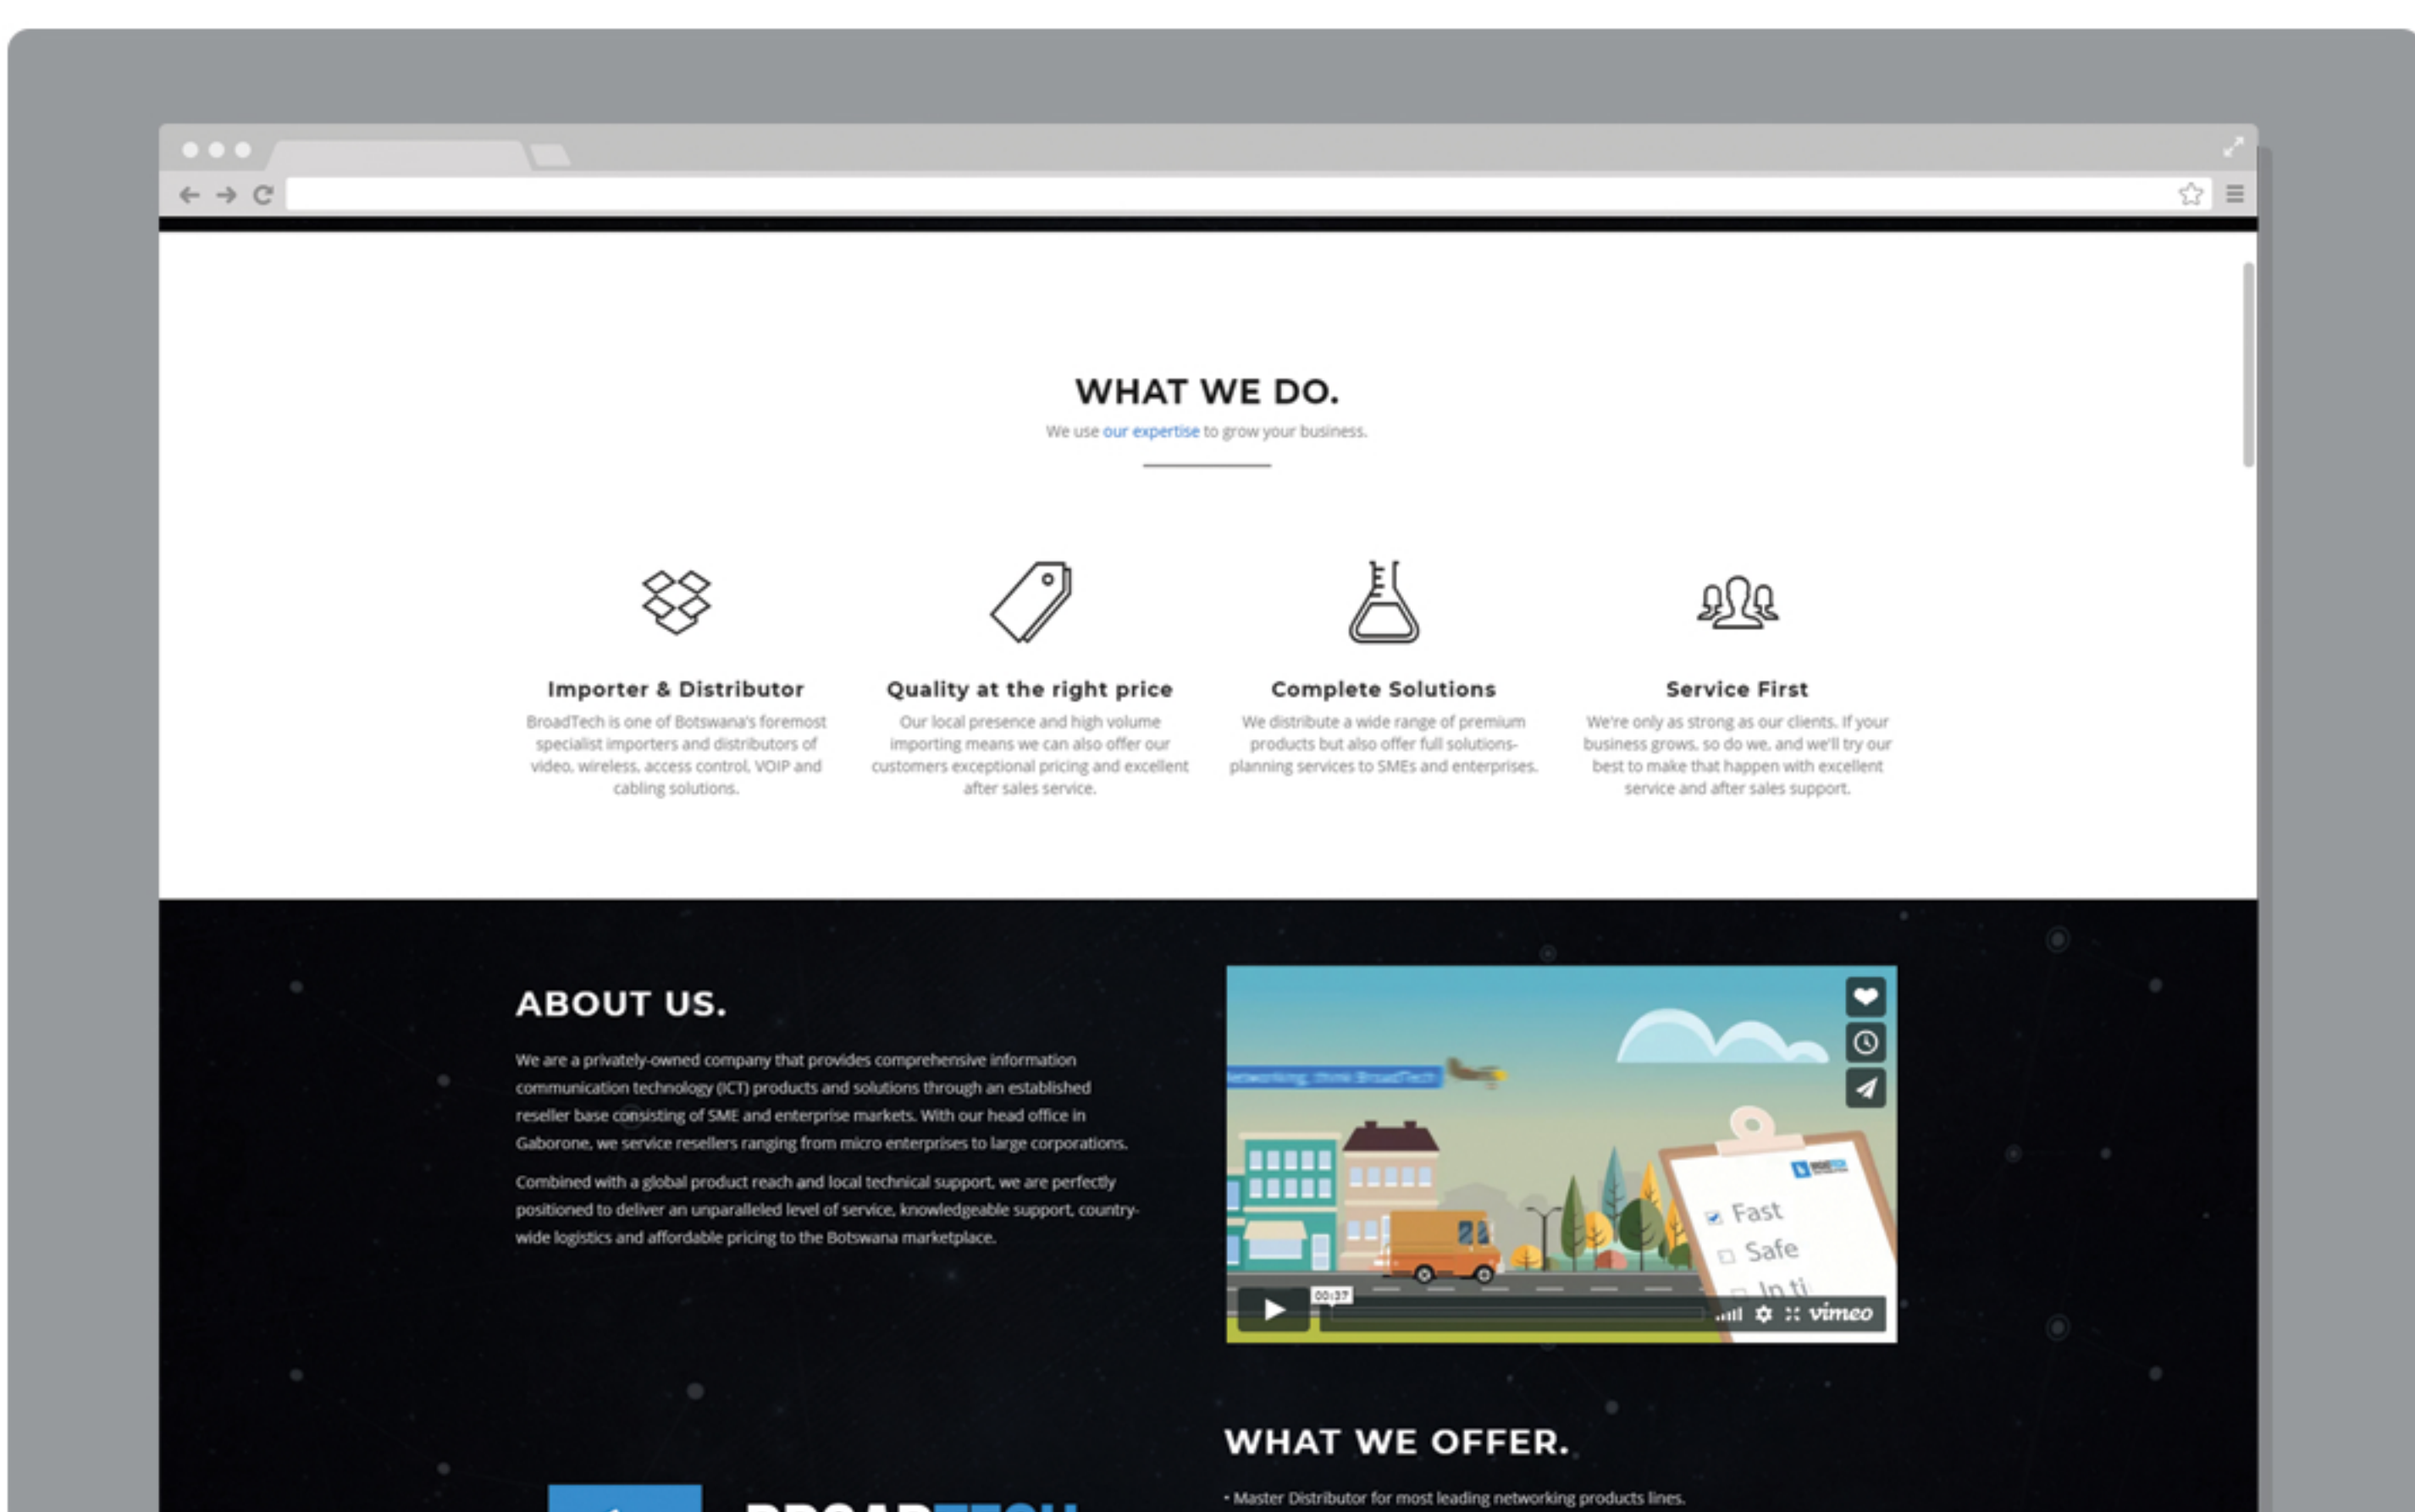 WHAT WE DO.
We use our expertise to grow your business.
Importer & Distributor
BroadTech is one of Botswana's foremost
specialist importers and distributors of
video, wireless, access control, VOIP and
cabling solutions.
Quality at the right price
Our local presence and high volume
importing means we can also offer our
customers exceptional pricing and excellent
after sales service.
Complete Solutions
We distribute a wide range of premium
products but also offer full solutions-
planning services to SMEs and enterprises.
Service First
We're only as strong as our clients. If your
business grows, so do we, and we'll try our
best to make that happen with excellent
service and after sales support.
ABOUT US.
We are a privately-owned company that provides comprehensive information
communication technology (ICT) products and solutions through an established
reseller base consisting of SME and enterprise markets. With our head office in
Gaborone, we service resellers ranging from micro enterprises to large corporations.
Combined with a global product reach and local technical support, we are perfectly
positioned to deliver an unparalleled level of service, knowledgeable support, country-
wide logistics and affordable pricing to the Botswana marketplace.
networking, think BroadTech
Fast
Safe
In ti
00:37
vimeo
WHAT WE OFFER.
• Master Distributor for most leading networking products lines.
BROADTECH